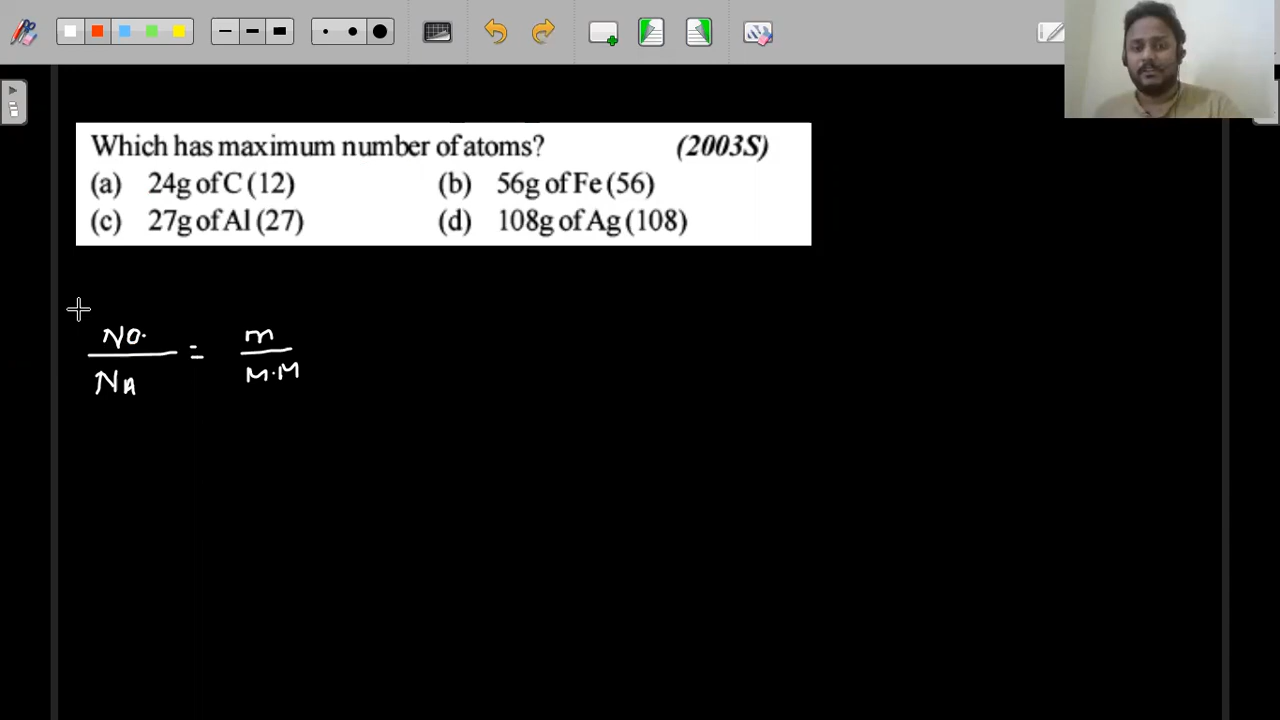 Which has maximum number of atoms? (2003S)
(a) 24g of C (12) (b) 56g of Fe (56)
(c) 27g of Al (27) (d) 108g of Ag (108)
NO. / NA = m / M.M